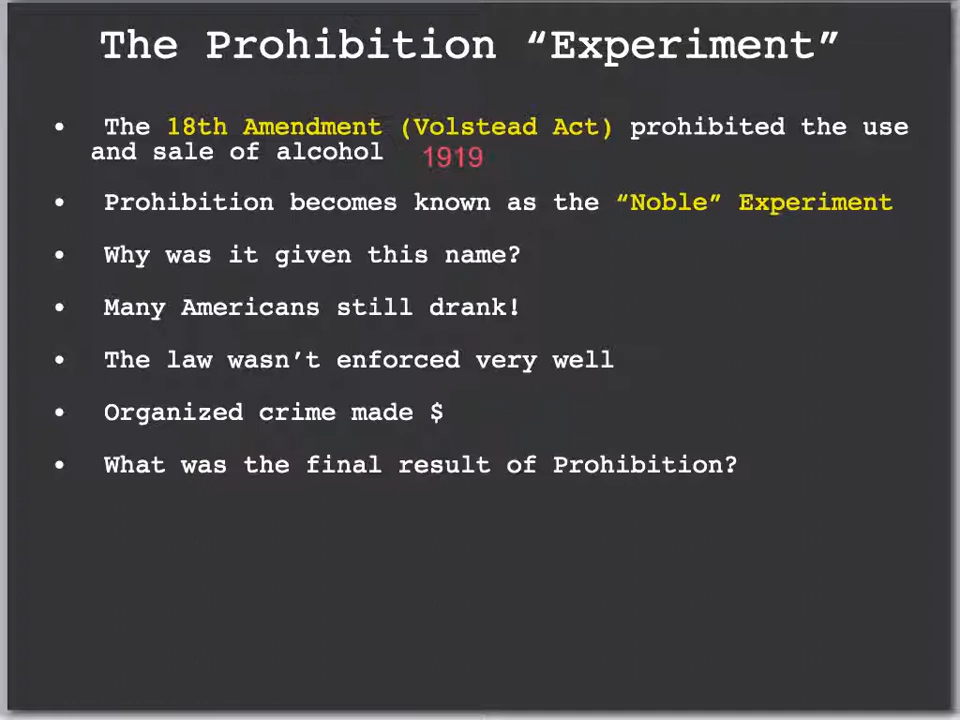 The Prohibition “Experiment”
• The 18th Amendment (Volstead Act) prohibited the use
and sale of alcohol 1919
• Prohibition becomes known as the “Noble” Experiment
• Why was it given this name?
• Many Americans still drank!
• The law wasn’t enforced very well
• Organized crime made $
• What was the final result of Prohibition?